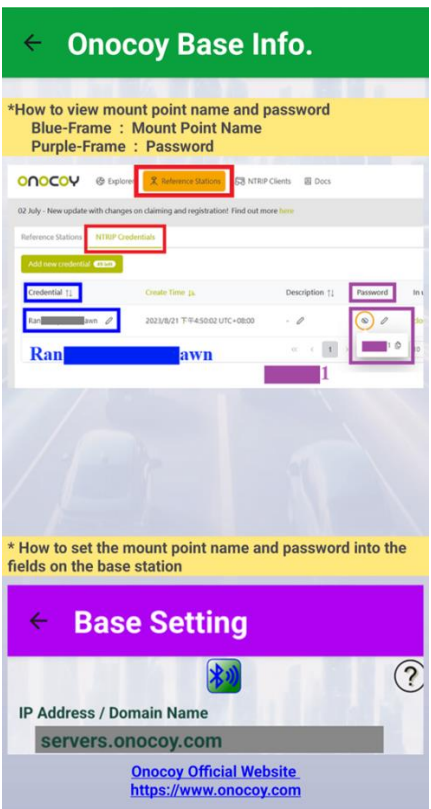 Onocoy Base Info.
*How to view mount point name and password
Blue-Frame : Mount Point Name
Purple-Frame : Password
onocoy Explorer Reference Stations NTRIP Clients Docs
02 July - New update with changes on claiming and registration! Find out more here
Reference Stations NTRIP Credentials
Add new credential
Credential Create Time Description Password In u
Ran awn 2023/8/21 下午4:50:02 UTC+08:00 -
1
Ran awn
1
1
* How to set the mount point name and password into the
fields on the base station
Base Setting
?
IP Address / Domain Name
servers.onocoy.com
Onocoy Official Website
https://www.onocoy.com